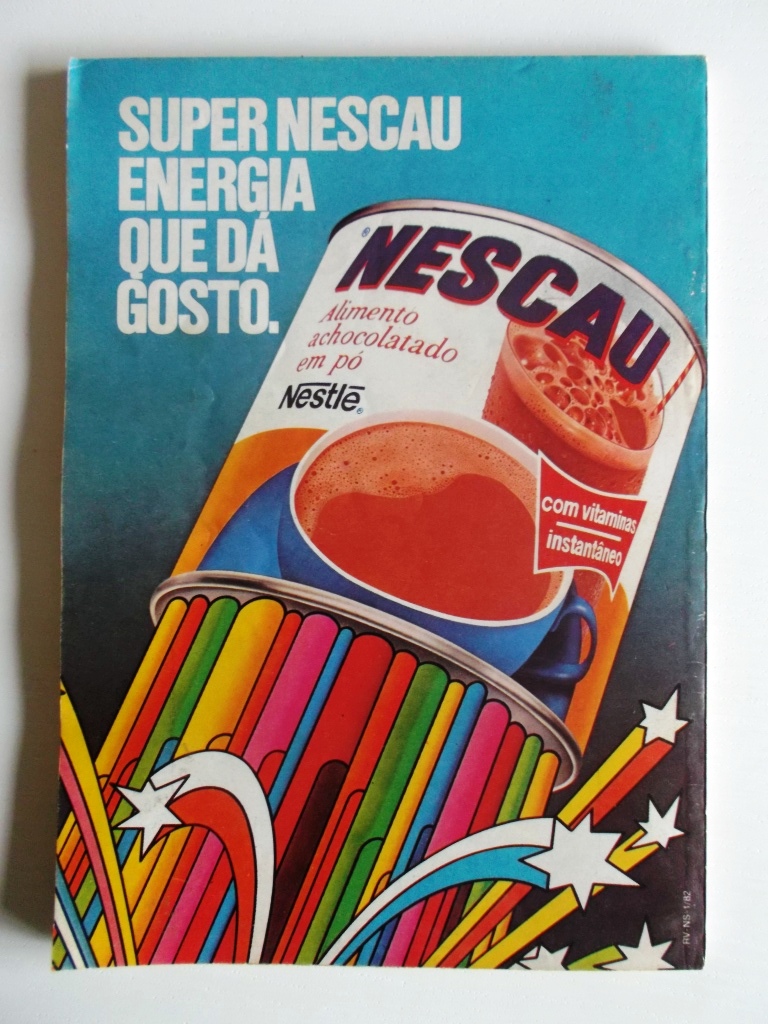 SUPER NESCAU
ENERGIA
QUE DÁ
GOSTO.
® NESCAU
Alimento
achocolatado
em pó
Nestlé®
com vitaminas
instantâneo
RV-NS-1/82